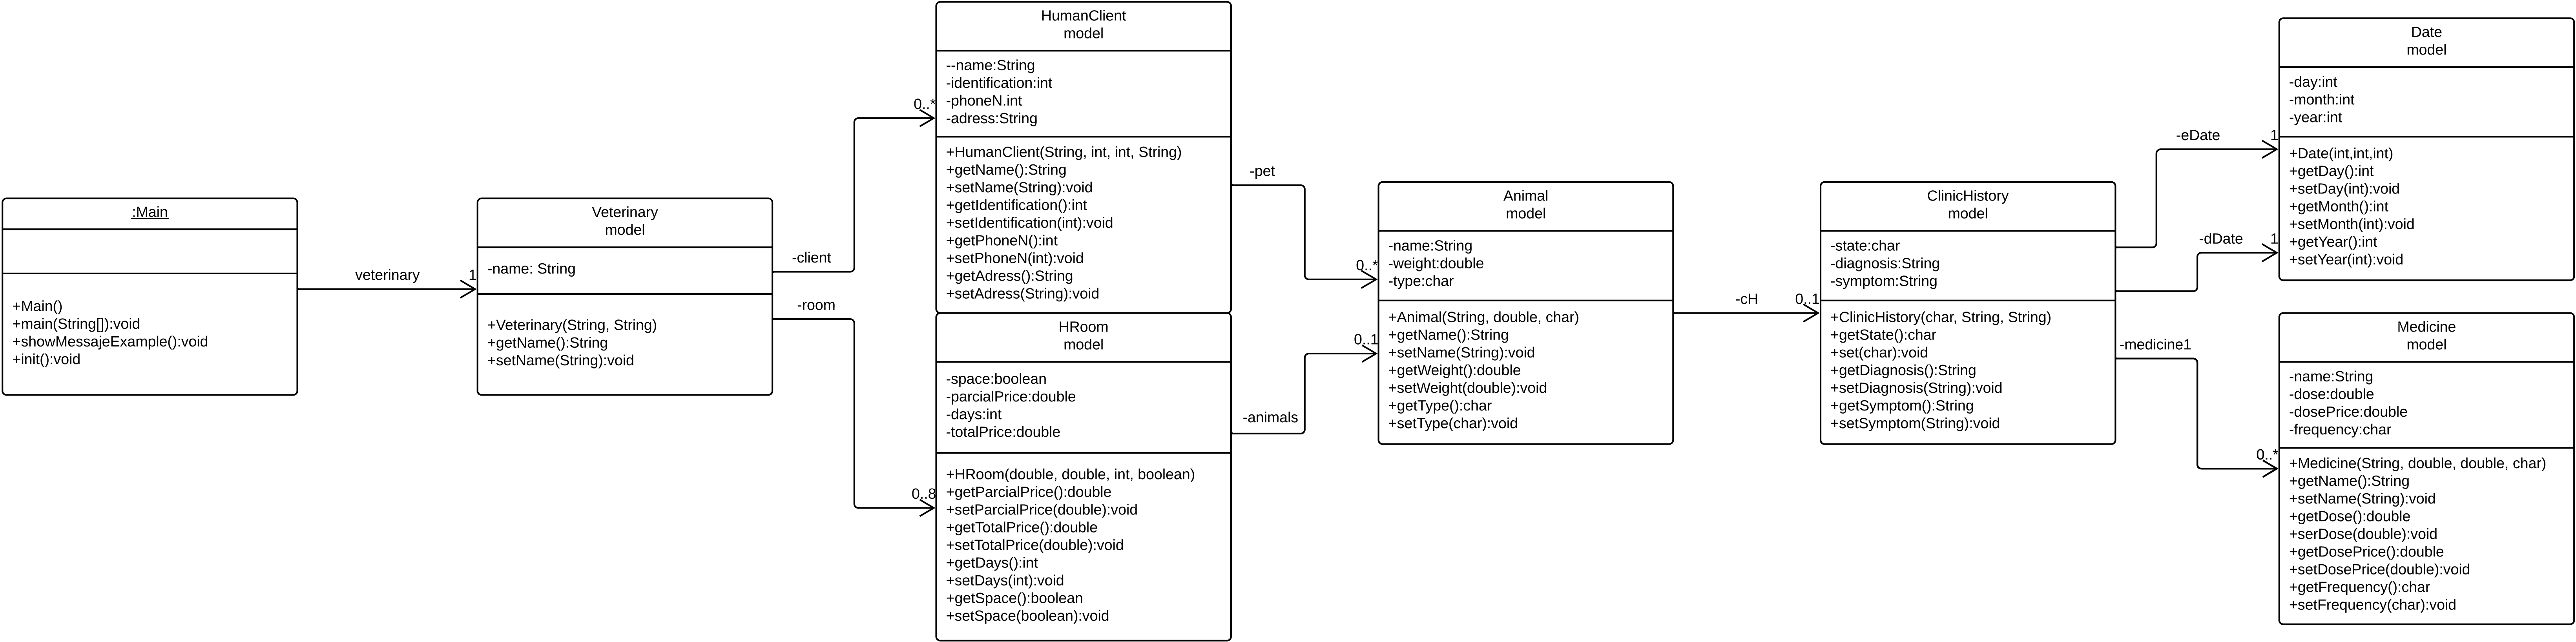 :Main
+Main()
+main(String[]):void
+showMessajeExample():void
+init():void
veterinary
1
Veterinary
model
-name: String
+Veterinary(String, String)
+getName():String
+setName(String):void
-client
0..*
-room
0..8
HumanClient
model
--name:String
-identification:int
-phoneN.int
-adress:String
+HumanClient(String, int, int, String)
+getName():String
+setName(String):void
+getIdentification():int
+setIdentification(int):void
+getPhoneN():int
+setPhoneN(int):void
+getAdress():String
+setAdress(String):void
HRoom
model
-space:boolean
-parcialPrice:double
-days:int
-totalPrice:double
+HRoom(double, double, int, boolean)
+getParcialPrice():double
+setParcialPrice(double):void
+getTotalPrice():double
+setTotalPrice(double):void
+getDays():int
+setDays(int):void
+getSpace():boolean
+setSpace(boolean):void
-pet
0..*
-animals
0..1
Animal
model
-name:String
-weight:double
-type:char
+Animal(String, double, char)
+getName():String
+setName(String):void
+getWeight():double
+setWeight(double):void
+getType():char
+setType(char):void
-cH
0..1
ClinicHistory
model
-state:char
-diagnosis:String
-symptom:String
+ClinicHistory(char, String, String)
+getState():char
+set(char):void
+getDiagnosis():String
+setDiagnosis(String):void
+getSymptom():String
+setSymptom(String):void
-eDate
1
-dDate
1
-medicine1
0..*
Date
model
-day:int
-month:int
-year:int
+Date(int,int,int)
+getDay():int
+setDay(int):void
+getMonth():int
+setMonth(int):void
+getYear():int
+setYear(int):void
Medicine
model
-name:String
-dose:double
-dosePrice:double
-frequency:char
+Medicine(String, double, double, char)
+getName():String
+setName(String):void
+getDose():double
+serDose(double):void
+getDosePrice():double
+setDosePrice(double):void
+getFrequency():char
+setFrequency(char):void